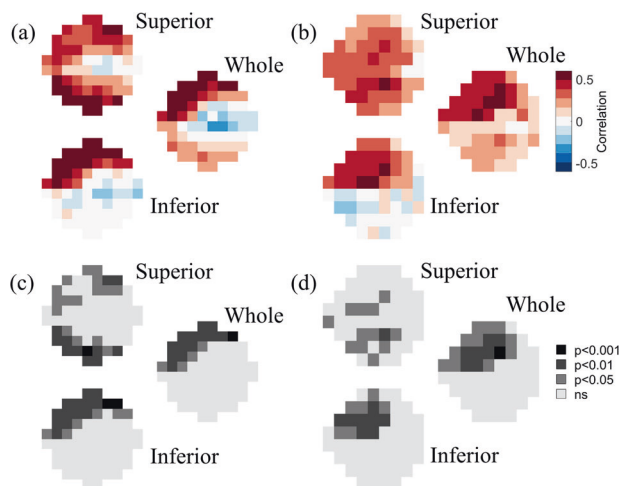 (a)
Superior
Whole
Inferior
(b)
Superior
Whole
Inferior
0.5
0
-0.5
Correlation
(c)
Superior
Whole
Inferior
(d)
Superior
Whole
Inferior
p<0.001
p<0.01
p<0.05
ns